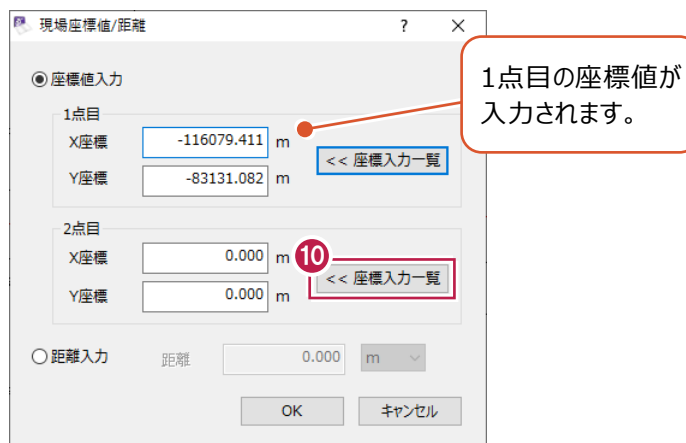 現場座標値/距離 ?
座標値入力
1点目
X座標 -116079.411 m
<< 座標入力一覧
Y座標 -83131.082 m
1点目の座標値が
入力されます。
2点目
X座標 0.000 m
10
<< 座標入力一覧
Y座標 0.000 m
距離入力 距離 0.000 m
OK キャンセル